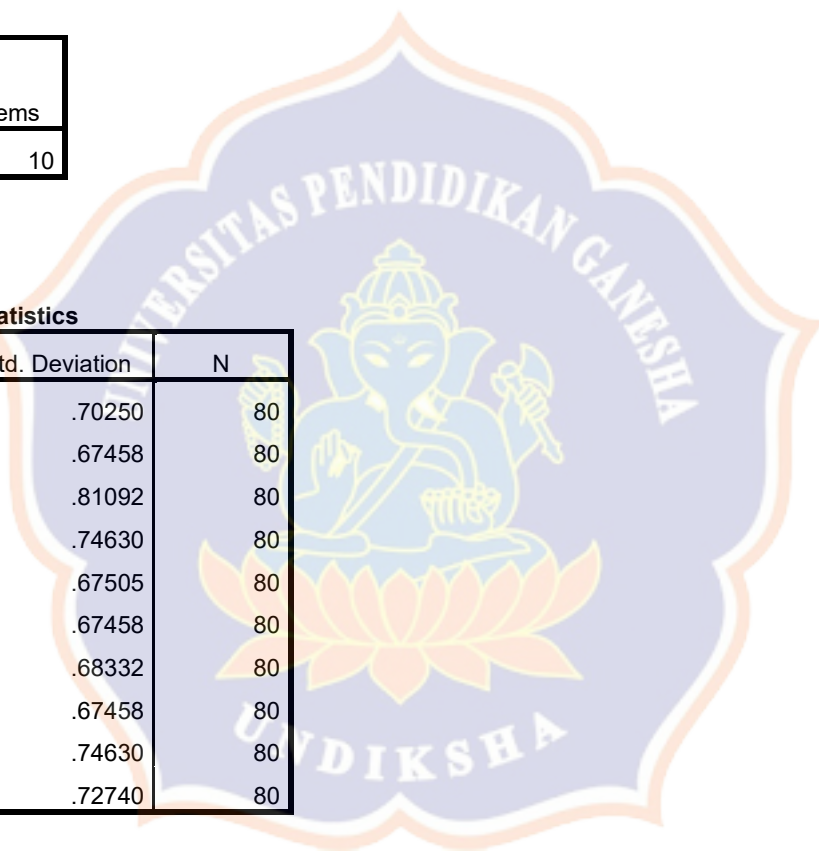 ems
10
UNIVERSITAS PENDIDIKAN GANESHA
atistics
td. Deviation N
.70250 80
.67458 80
.81092 80
.74630 80
.67505 80
.67458 80
.68332 80
.67458 80
.74630 80
.72740 80
UNDIKSHA